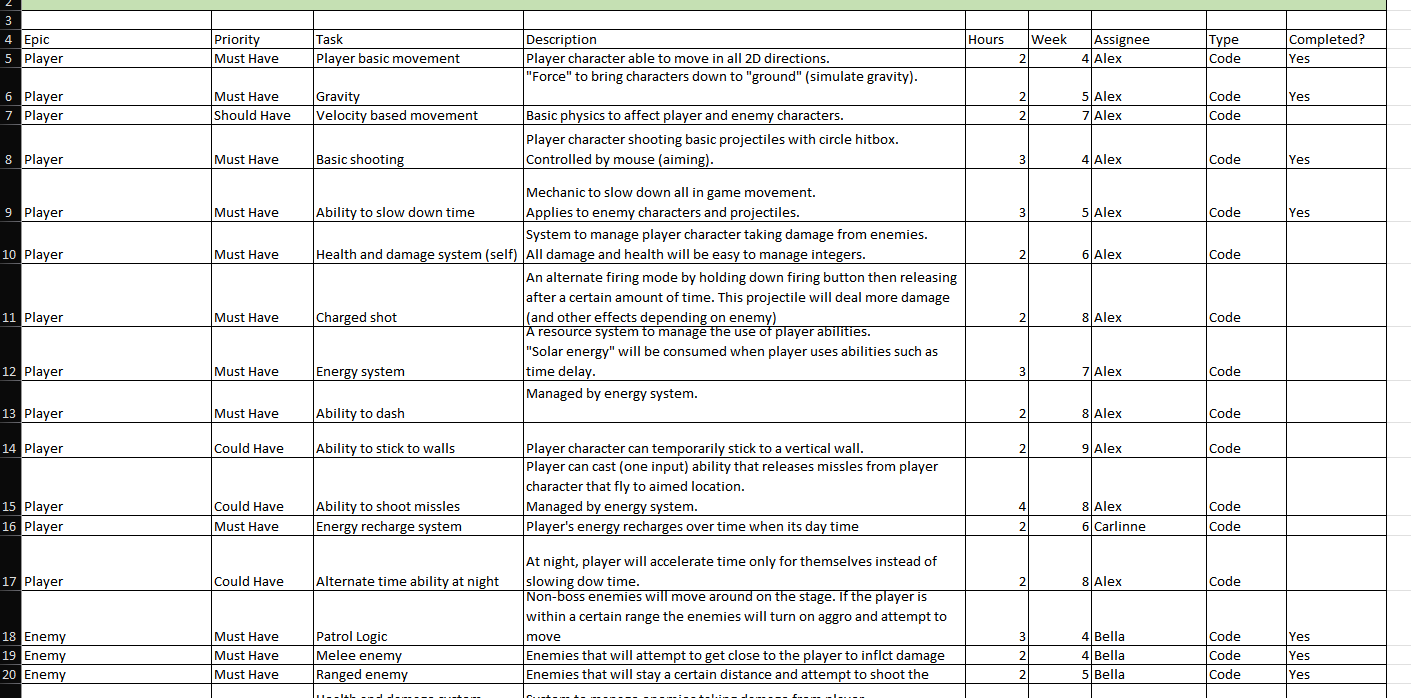 2
3
4 Epic Priority Task Description Hours Week Assignee Type Completed?
5 Player Must Have Player basic movement Player character able to move in all 2D directions. 2 4 Alex Code Yes
"Force" to bring characters down to "ground" (simulate gravity).
6 Player Must Have Gravity 2 5 Alex Code Yes
7 Player Should Have Velocity based movement Basic physics to affect player and enemy characters. 2 7 Alex Code
Player character shooting basic projectiles with circle hitbox.
8 Player Must Have Basic shooting Controlled by mouse (aiming). 3 4 Alex Code Yes
Mechanic to slow down all in game movement.
9 Player Must Have Ability to slow down time Applies to enemy characters and projectiles. 3 5 Alex Code Yes
System to manage player character taking damage from enemies.
10 Player Must Have Health and damage system (self) All damage and health will be easy to manage integers. 2 6 Alex Code
An alternate firing mode by holding down firing button then releasing
after a certain amount of time. This projectile will deal more damage
11 Player Must Have Charged shot (and other effects depending on enemy) 2 8 Alex Code
A resource system to manage the use of player abilities.
"Solar energy" will be consumed when player uses abilities such as
12 Player Must Have Energy system time delay. 3 7 Alex Code
Managed by energy system.
13 Player Must Have Ability to dash 2 8 Alex Code
14 Player Could Have Ability to stick to walls Player character can temporarily stick to a vertical wall. 2 9 Alex Code
Player can cast (one input) ability that releases missles from player
character that fly to aimed location.
15 Player Could Have Ability to shoot missles Managed by energy system. 4 8 Alex Code
16 Player Must Have Energy recharge system Player's energy recharges over time when its day time 2 6 Carlinne Code
At night, player will accelerate time only for themselves instead of
17 Player Could Have Alternate time ability at night slowing dow time. 2 8 Alex Code
Non-boss enemies will move around on the stage. If the player is
within a certain range the enemies will turn on aggro and attempt to
18 Enemy Must Have Patrol Logic move 3 4 Bella Code Yes
19 Enemy Must Have Melee enemy Enemies that will attempt to get close to the player to inflct damage 2 4 Bella Code Yes
20 Enemy Must Have Ranged enemy Enemies that will stay a certain distance and attempt to shoot the 2 5 Bella Code Yes
Health and damage system System to manage enemies taking damage from player